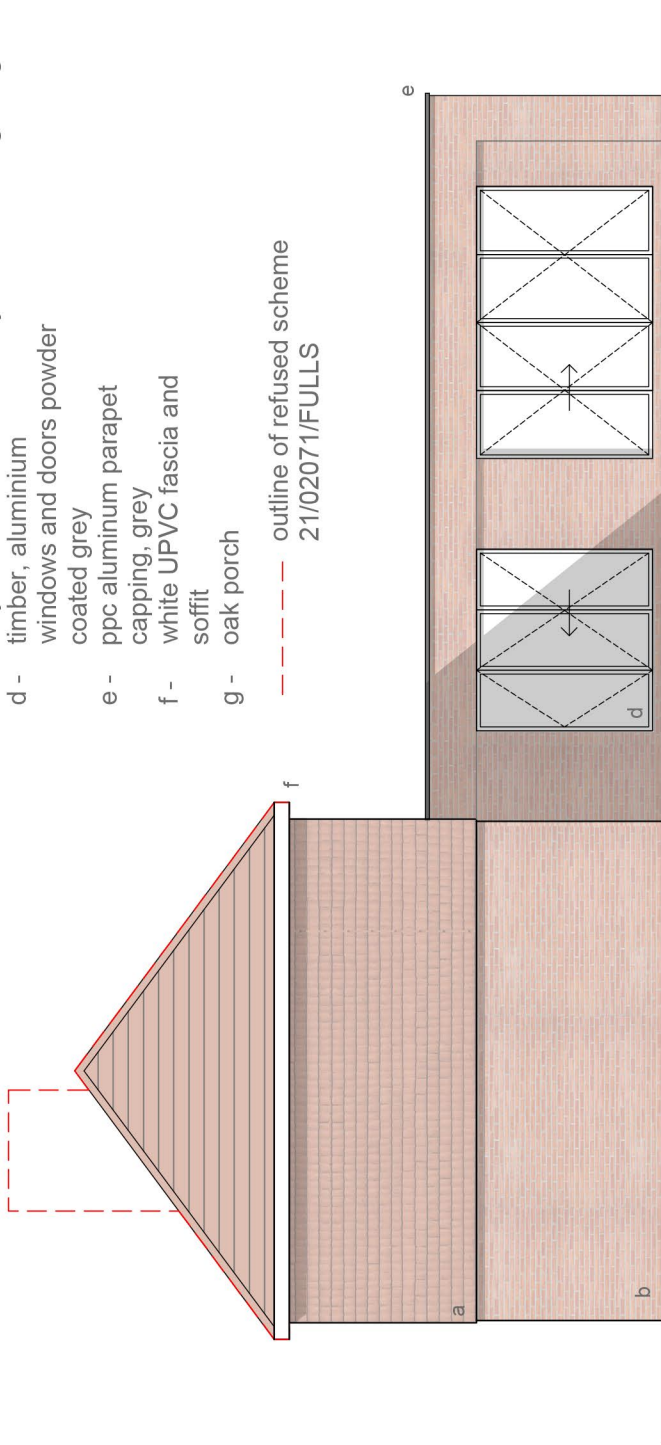 d - timber, aluminium
windows and doors powder
coated grey
e - ppc aluminum parapet
capping, grey
f - white UPVC fascia and
soffit
g - oak porch
outline of refused scheme
21/02071/FULLS
e
f
d
a
b